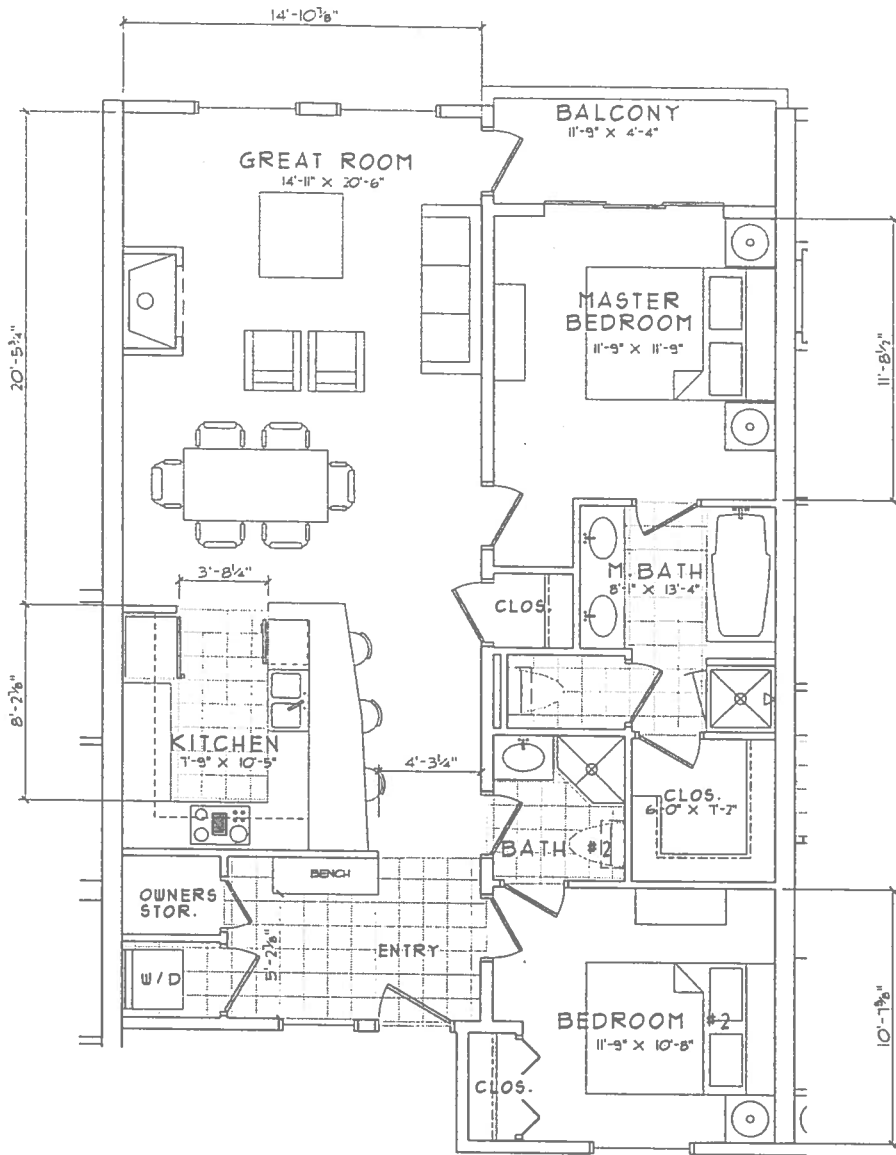 14'-10⅞"
BALCONY
11'-9" X 4'-4"
GREAT ROOM
14'-11" X 20'-6"
MASTER
BEDROOM
11'-9" X 11'-9"
20'-5¾"
11'-8½"
3'-8¼"
M. BATH
8'-1" X 13'-4"
CLOS.
8'-2⅞"
KITCHEN
7'-9" X 10'-5"
4'-3¼"
CLOS.
6'-0" X 7'-2"
BATH #2
BENCH
OWNERS
STOR.
ENTRY
5'-2⅞"
W/D
BEDROOM #2
11'-9" X 10'-8"
10'-7⅝"
CLOS.